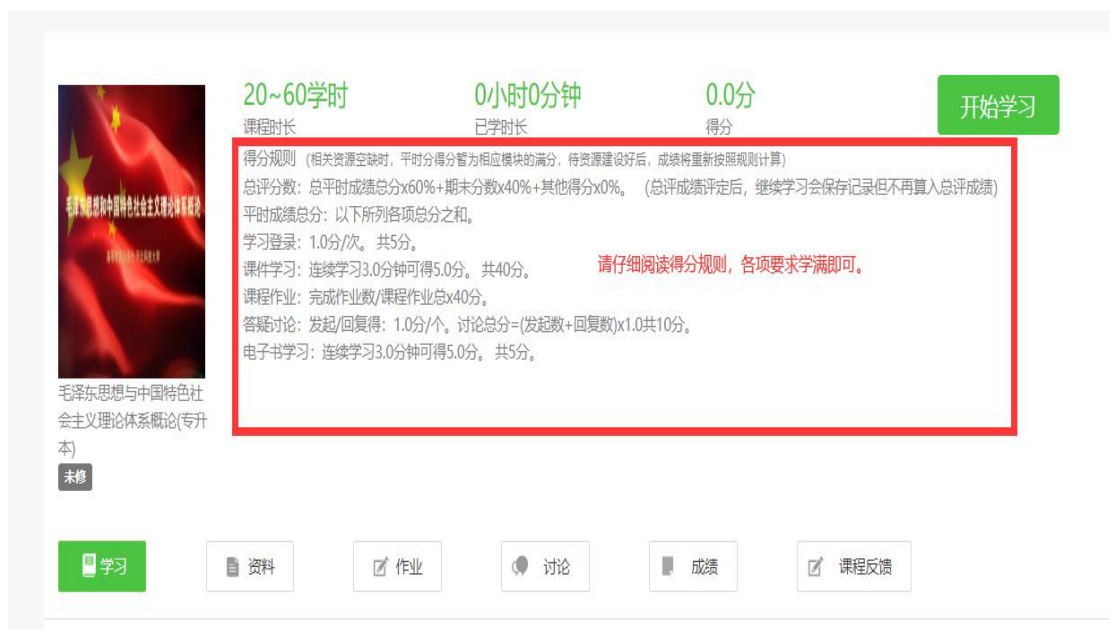 20~60学时
课程时长
0小时0分钟
已学时长
0.0分
得分
开始学习
得分规则 （相关资源空缺时，平时分得分暂为相应模块的满分，待资源建设好后，成绩将重新按照规则计算）
总评分数：总平时成绩总分x60%+期末分数x40%+其他得分x0%。 （总评成绩评定后，继续学习会保存记录但不再算入总评成绩）
平时成绩总分：以下所列各项总分之和。
学习登录：1.0分/次。 共5分。
课件学习：连续学习3.0分钟可得5.0分。 共40分。
请仔细阅读得分规则，各项要求学满即可。
课程作业：完成作业数/课程作业总x40分。
答疑讨论：发起/回复得：1.0分/个。讨论总分=(发起数+回复数)x1.0共10分。
电子书学习：连续学习3.0分钟可得5.0分。 共5分。
毛泽东思想和中国特色社会主义理论体系概论
毛泽东思想与中国特色社
会主义理论体系概论(专升
本)
未修
学习
资料
作业
讨论
成绩
课程反馈